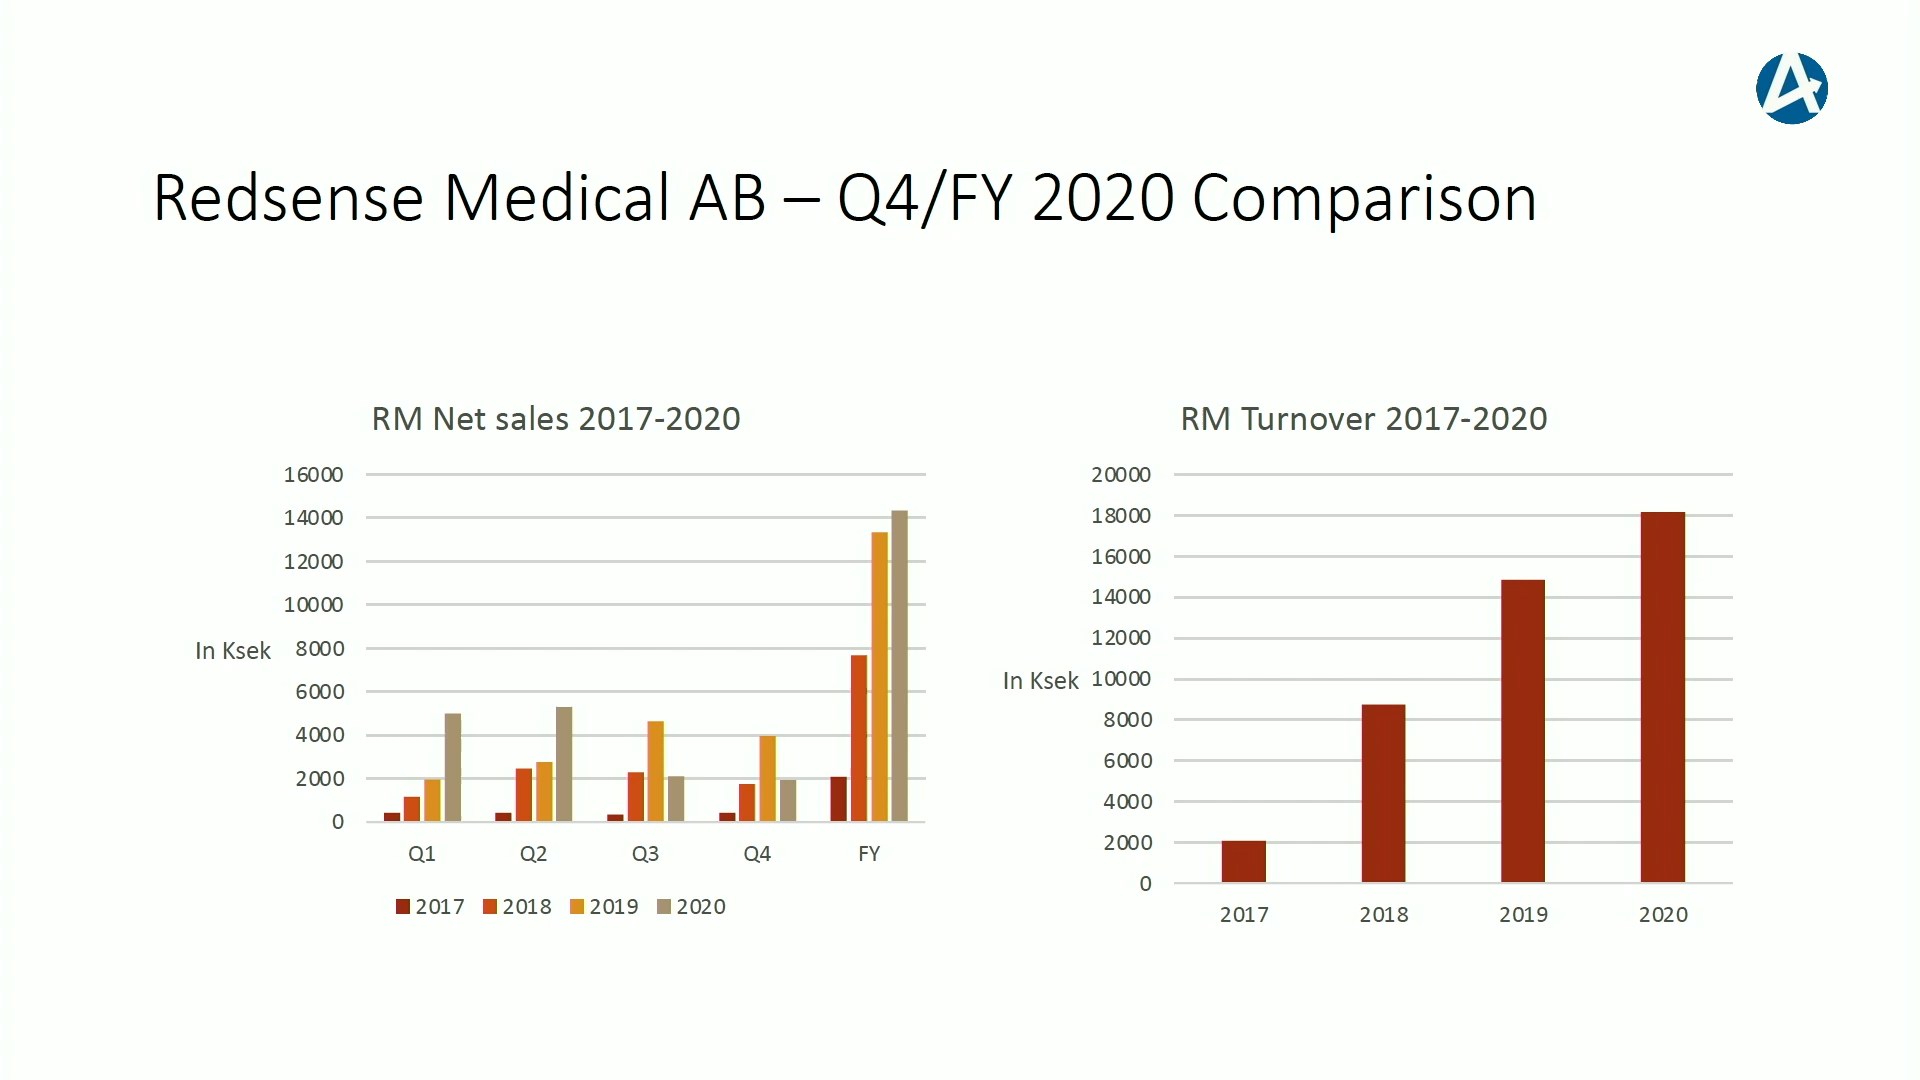 Redsense Medical AB – Q4/FY 2020 Comparison
RM Net sales 2017-2020
16000
14000
12000
10000
In Ksek
8000
6000
4000
2000
0
Q1 Q2 Q3 Q4 FY
2017 2018 2019 2020
RM Turnover 2017-2020
20000
18000
16000
14000
12000
In Ksek
10000
8000
6000
4000
2000
0
2017 2018 2019 2020